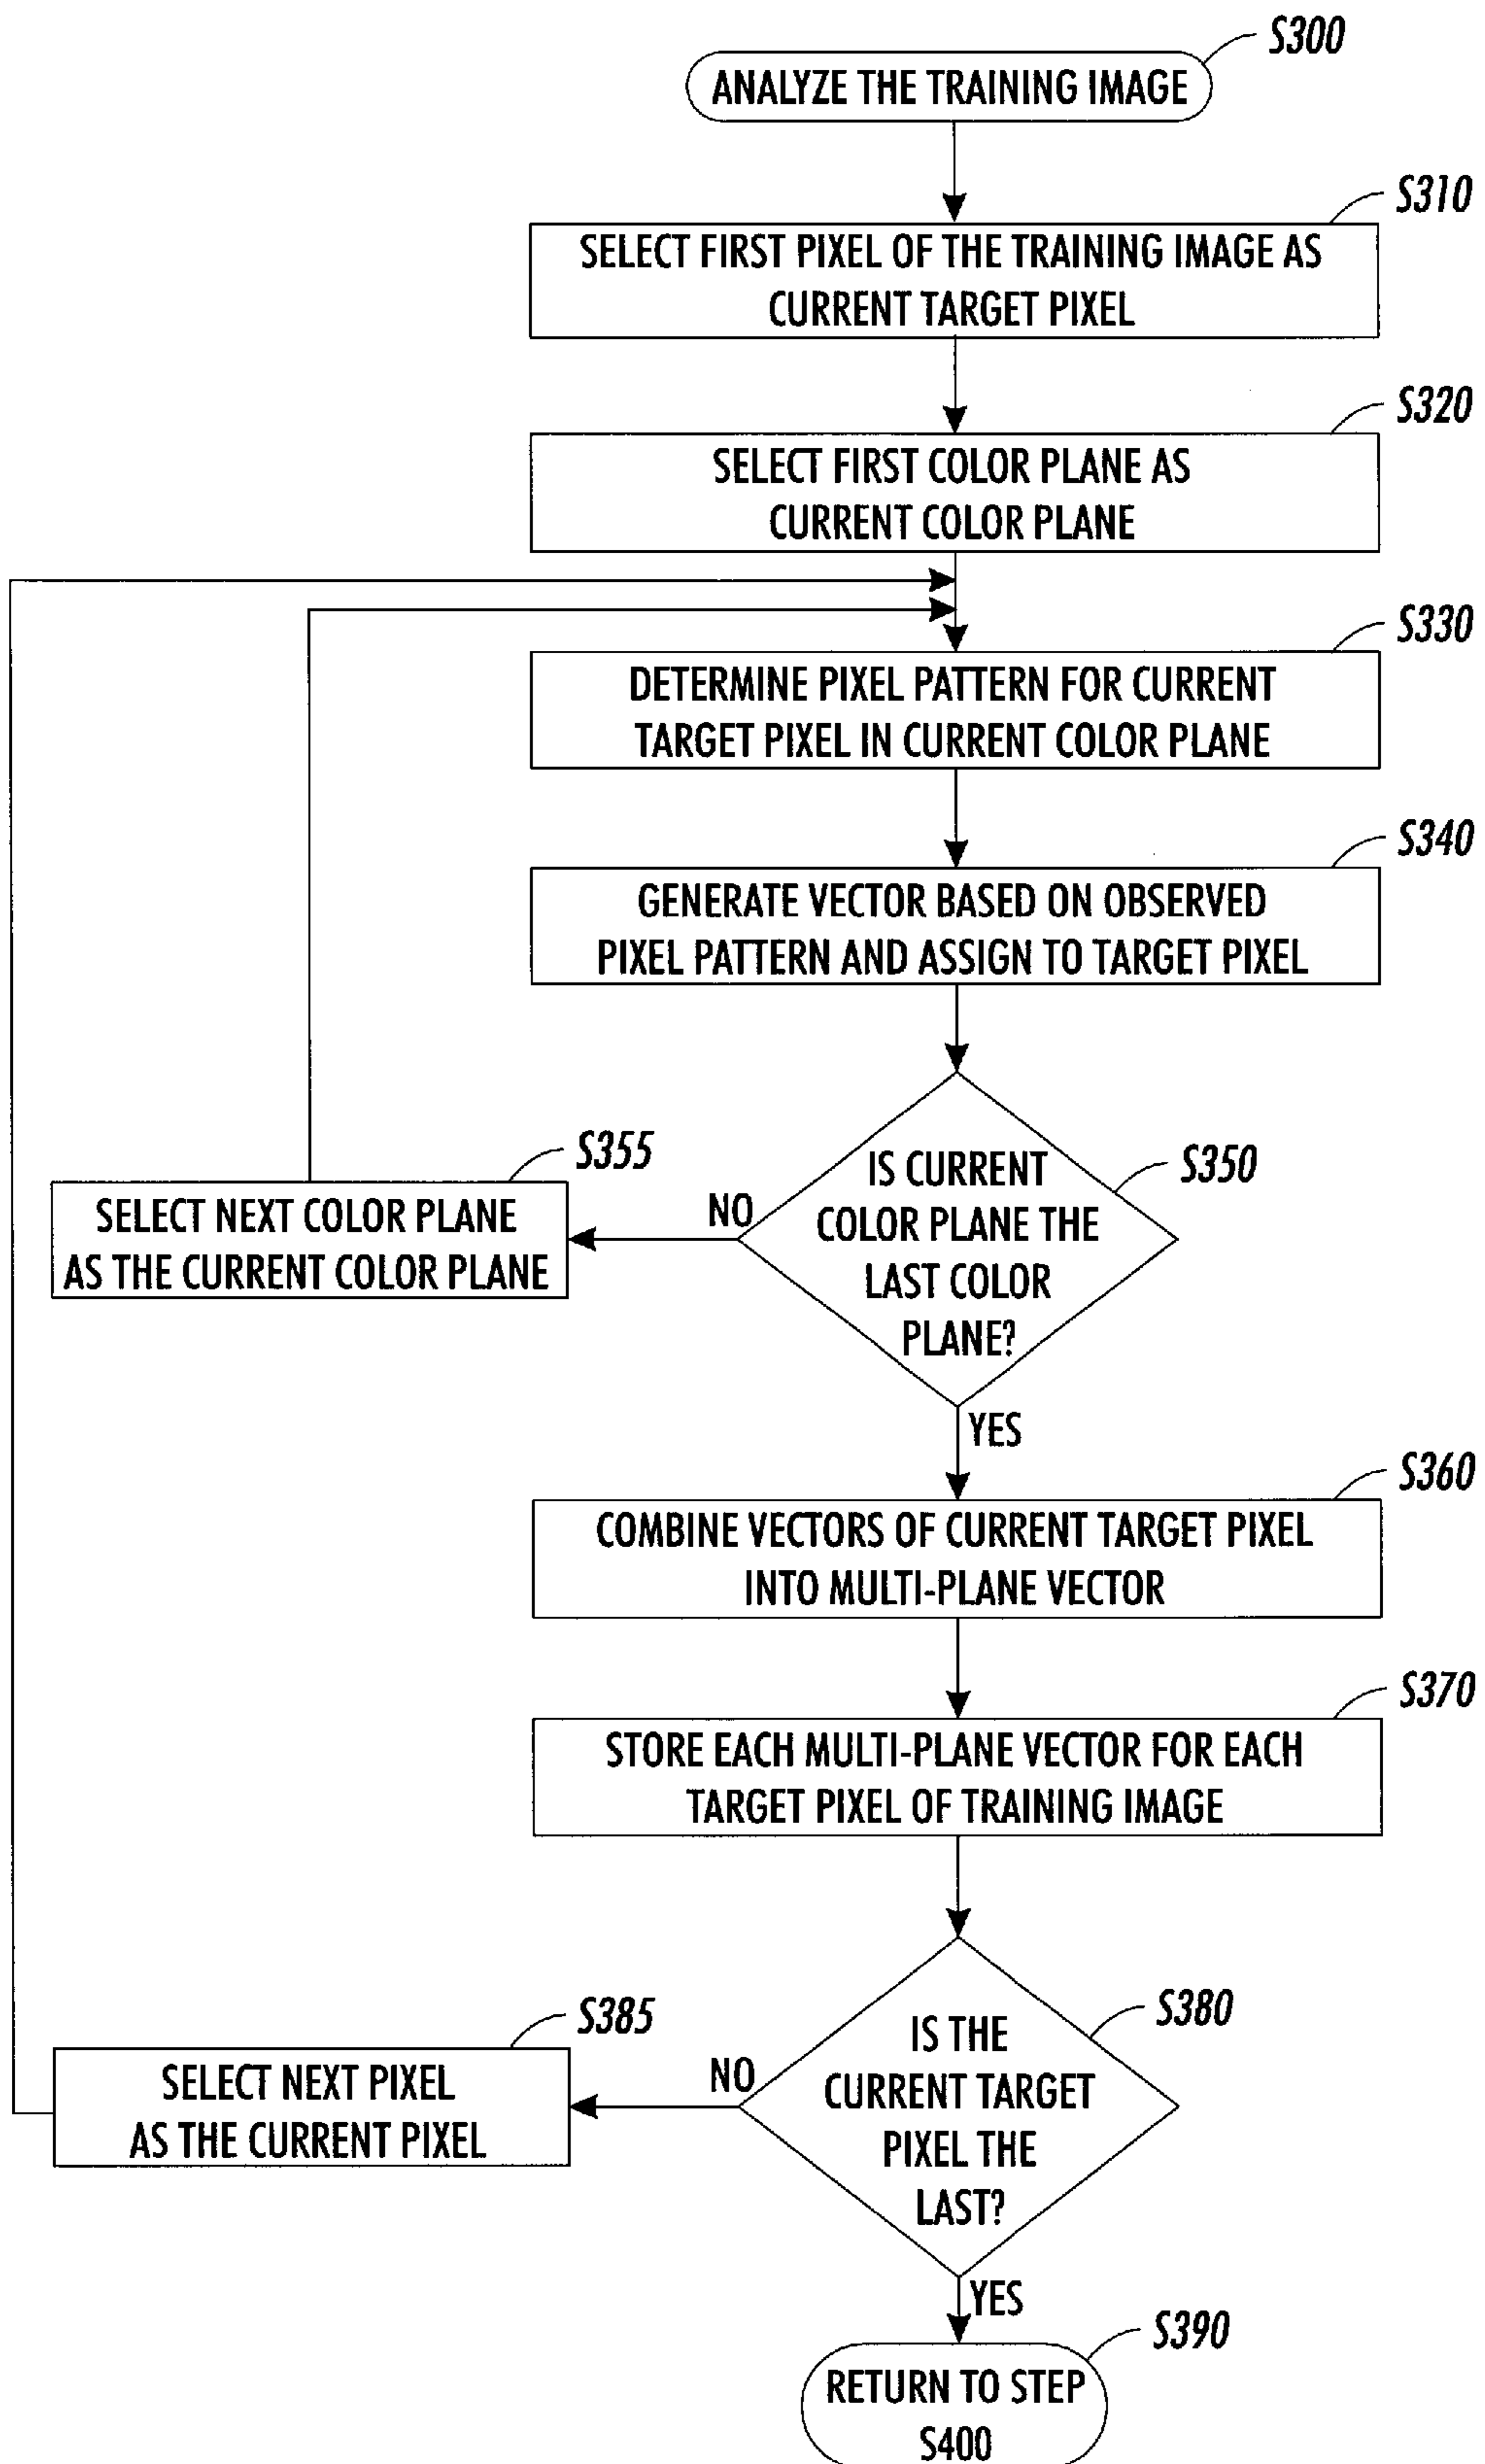 S300
ANALYZE THE TRAINING IMAGE
S310
SELECT FIRST PIXEL OF THE TRAINING IMAGE AS
CURRENT TARGET PIXEL
S320
SELECT FIRST COLOR PLANE AS
CURRENT COLOR PLANE
S330
DETERMINE PIXEL PATTERN FOR CURRENT
TARGET PIXEL IN CURRENT COLOR PLANE
S340
GENERATE VECTOR BASED ON OBSERVED
PIXEL PATTERN AND ASSIGN TO TARGET PIXEL
S350
IS CURRENT
COLOR PLANE THE
LAST COLOR
PLANE?
NO
S355
SELECT NEXT COLOR PLANE
AS THE CURRENT COLOR PLANE
YES
S360
COMBINE VECTORS OF CURRENT TARGET PIXEL
INTO MULTI-PLANE VECTOR
S370
STORE EACH MULTI-PLANE VECTOR FOR EACH
TARGET PIXEL OF TRAINING IMAGE
S380
IS THE
CURRENT TARGET
PIXEL THE
LAST?
NO
S385
SELECT NEXT PIXEL
AS THE CURRENT PIXEL
YES
S390
RETURN TO STEP
S400